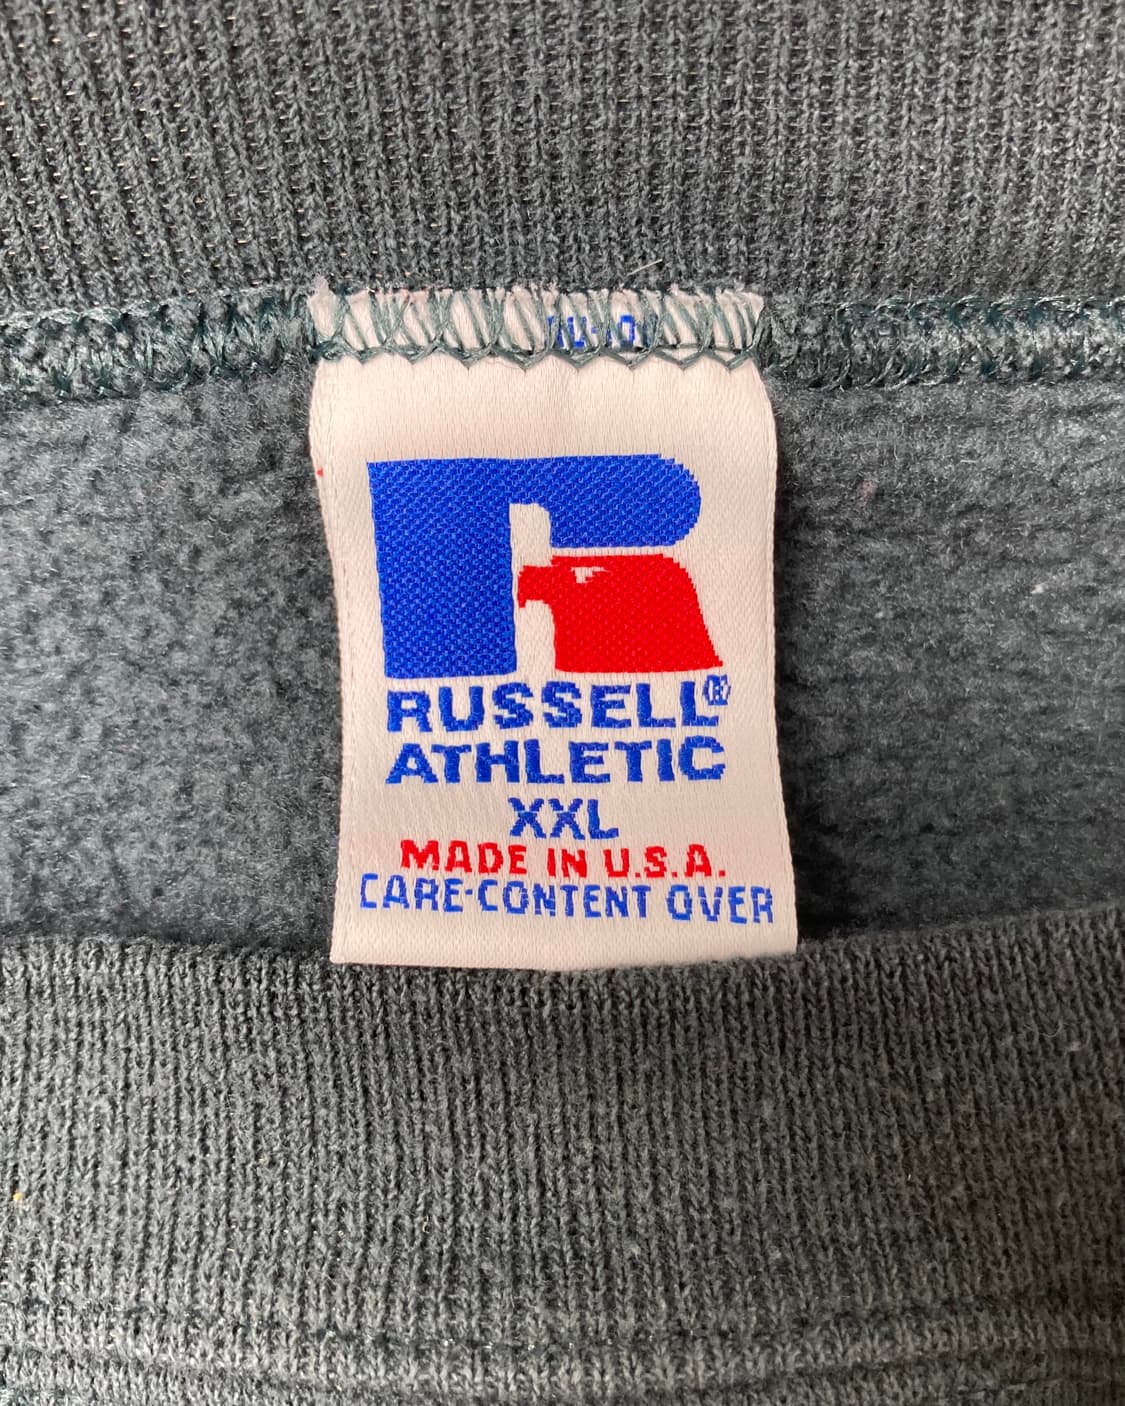 RUSSELL®
ATHLETIC
XXL
MADE IN U.S.A.
CARE-CONTENT OVER